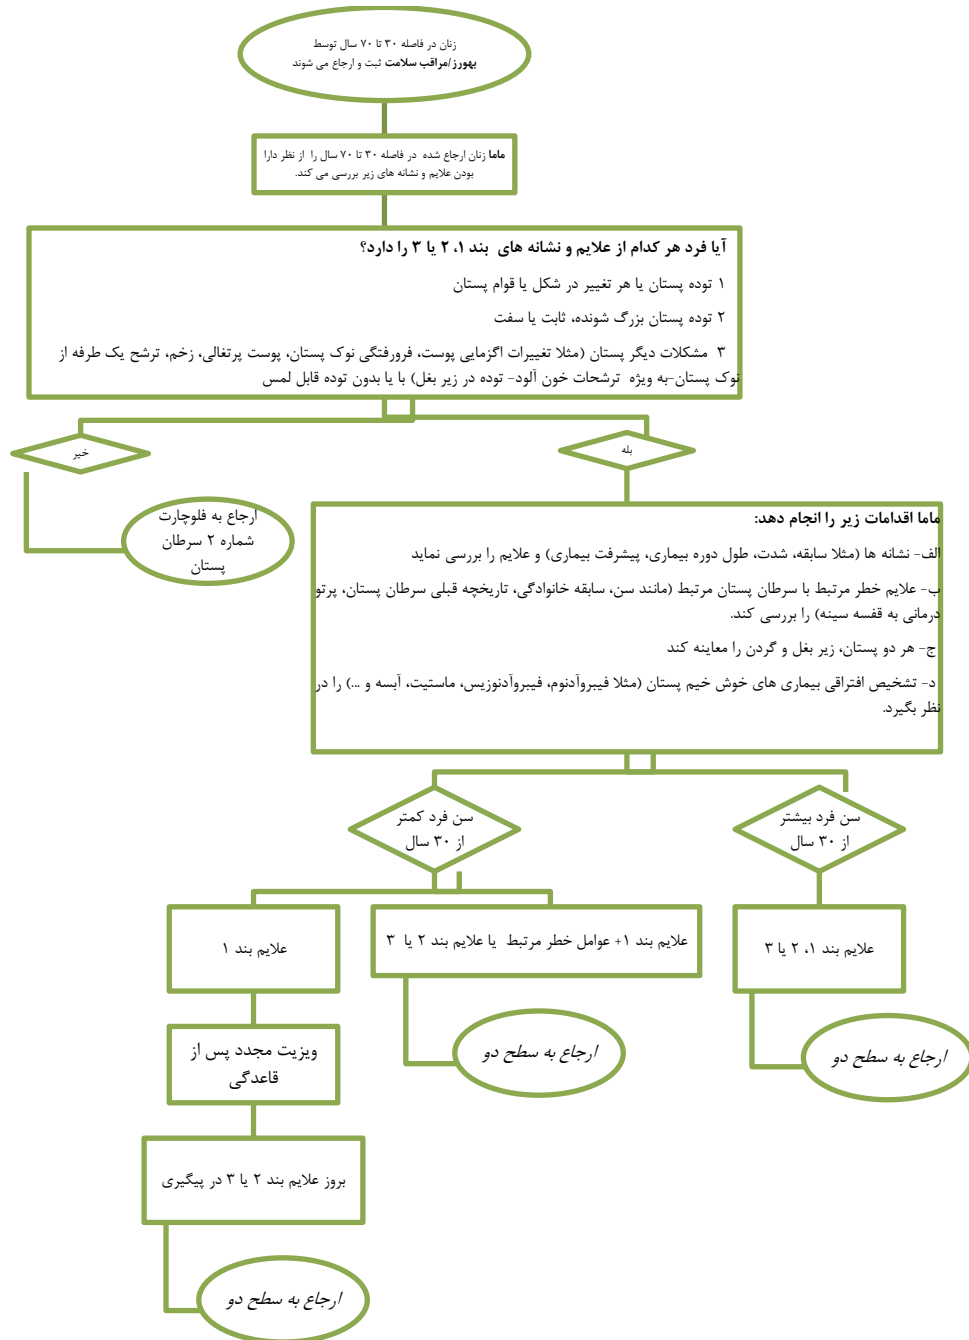 زنان در فاصله ۳۰ تا ۷۰ سال توسط
بهورز/مراقب سلامت ثبت و ارجاع می شوند
ماما زنان ارجاع شده در فاصله ۳۰ تا ۷۰ سال را از نظر دارا
بودن علایم و نشانه های زیر بررسی می کند.
آیا فرد هر کدام از علایم و نشانه های بند ۱، ۲ یا ۳ را دارد؟
۱ توده پستان یا هر تغییر در شکل یا قوام پستان
۲ توده پستان بزرگ شونده، ثابت یا سفت
۳ مشکلات دیگر پستان (مثلا تغییرات اگزمایی پوست، فرورفتگی نوک پستان، پوست پرتغالی، زخم، ترشح یک طرفه از
نوک پستان-به ویژه ترشحات خون آلود- توده در زیر بغل) با یا بدون توده قابل لمس
بله
خیر
ارجاع به فلوچارت
شماره ۲ سرطان
پستان
ماما اقدامات زیر را انجام دهد:
الف- نشانه ها (مثلا سابقه، شدت، طول دوره بیماری، پیشرفت بیماری) و علایم را بررسی نماید
ب- علایم خطر مرتبط با سرطان پستان مرتبط (مانند سن، سابقه خانوادگی، تاریخچه قبلی سرطان پستان، پرتو
درمانی به قفسه سینه) را بررسی کند.
ج- هر دو پستان، زیر بغل و گردن را معاینه کند
د- تشخیص افتراقی بیماری های خوش خیم پستان (مثلا فیبروآدنوم، فیبروآدنوزیس، ماستیت، آبسه و ...) را در
نظر بگیرد.
سن فرد بیشتر
از ۳۰ سال
سن فرد کمتر
از ۳۰ سال
علایم بند ۱، ۲ یا ۳
علایم بند ۱+ عوامل خطر مرتبط یا علایم بند ۲ یا ۳
علایم بند ۱
ارجاع به سطح دو
ارجاع به سطح دو
ویزیت مجدد پس از
قاعدگی
بروز علایم بند ۲ یا ۳ در پیگیری
ارجاع به سطح دو